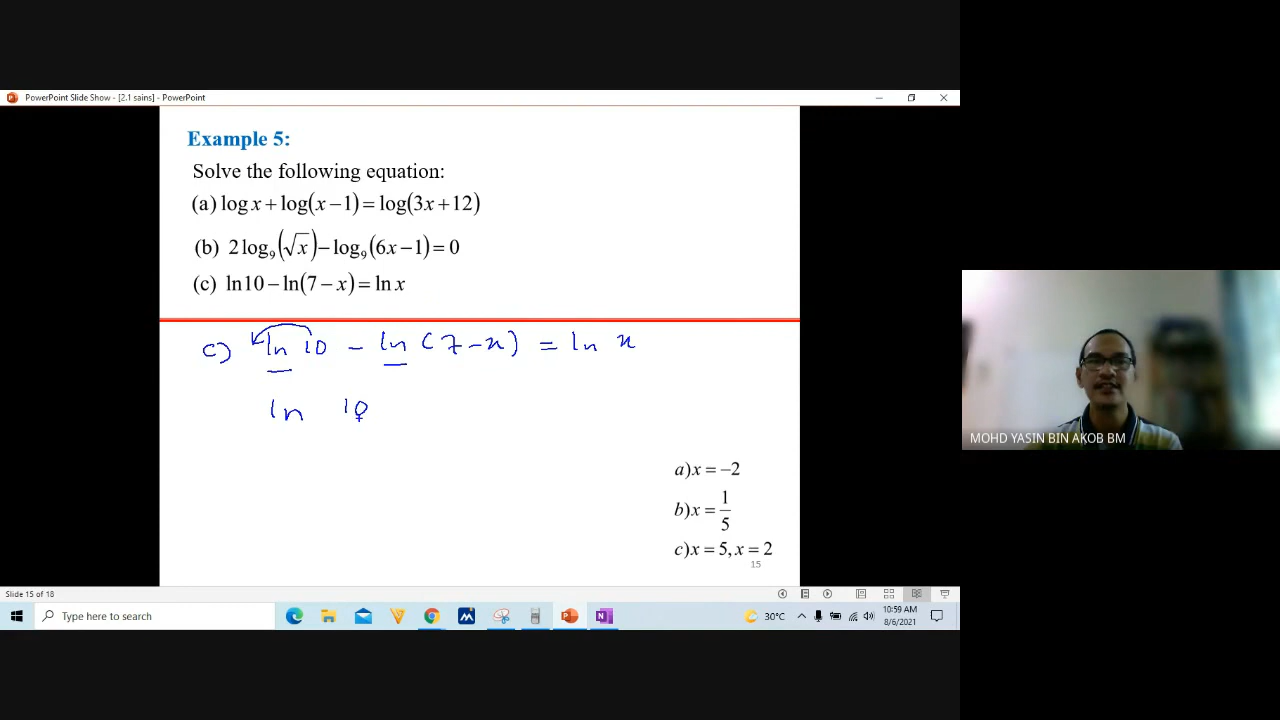 PowerPoint Slide Show - [2.1 sains] - PowerPoint
Example 5:
Solve the following equation:
(a) log x + log(x − 1) = log(3x + 12)
(b) 2 log₉(√x) − log₉(6x − 1) = 0
(c) ln 10 − ln(7 − x) = ln x
c) ln 10 − ln (7 − x) = ln x
ln 10
a) x = −2
b) x = 1/5
c) x = 5, x = 2
15
MOHD YASIN BIN AKOB BM
Slide 15 of 18
Type here to search
30°C
10:59 AM
8/6/2021